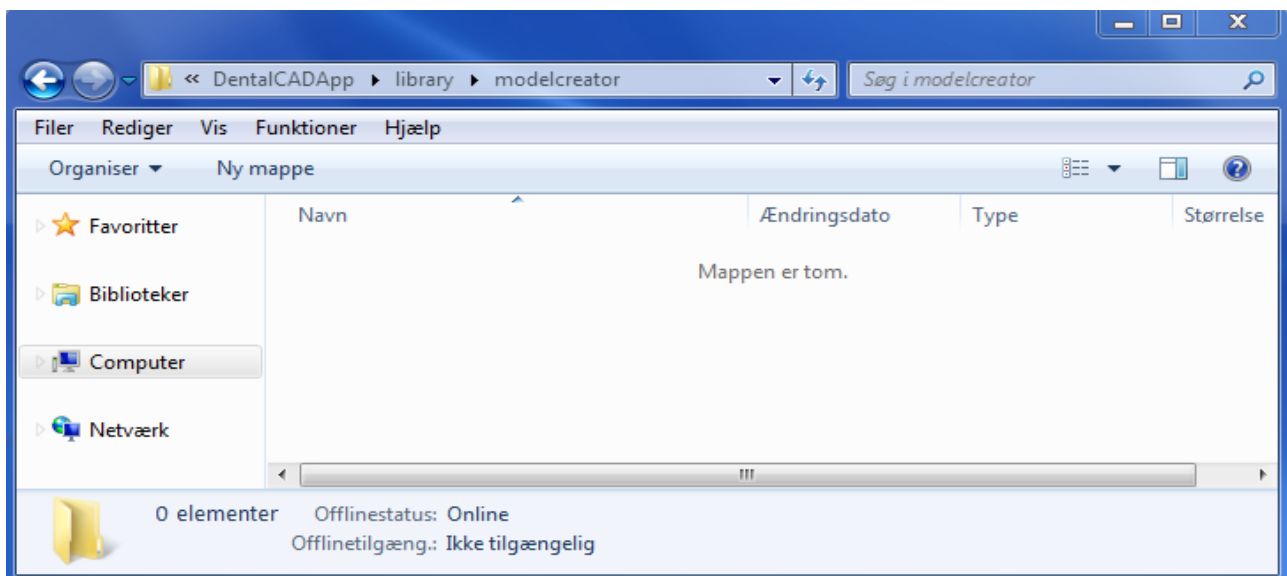 « DentalCADApp library modelcreator Søg i modelcreator
Filer Rediger Vis Funktioner Hjælp
Organiser Ny mappe
Navn Ændringsdato Type Størrelse
Mappen er tom.
Favoritter
Biblioteker
Computer
Netværk
0 elementer Offlinestatus: Online
Offlinetilgæng.: Ikke tilgængelig